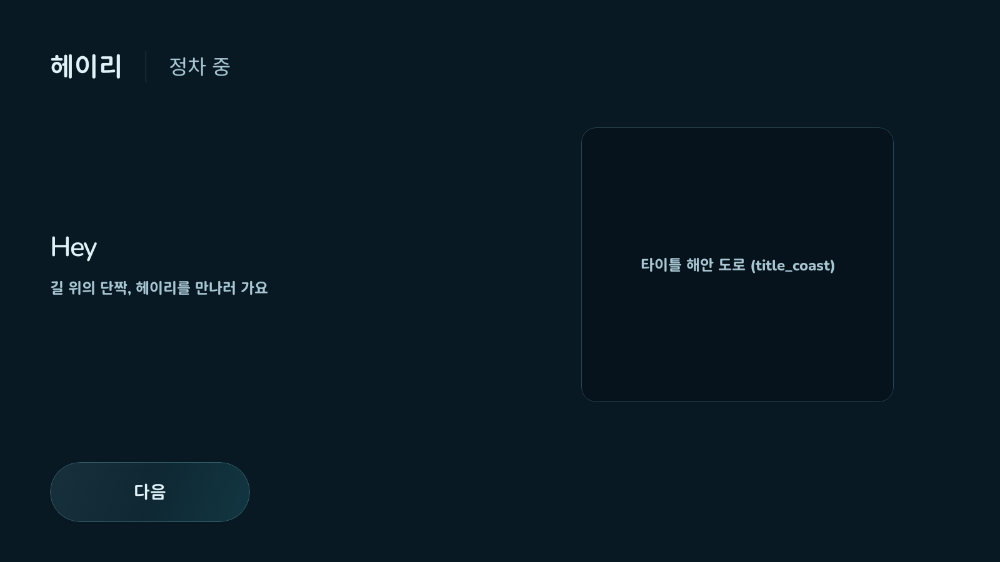 헤이리
정차 중
Hey
길 위의 단짝, 헤이리를 만나러 가요
타이틀 해안 도로 (title_coast)
다음